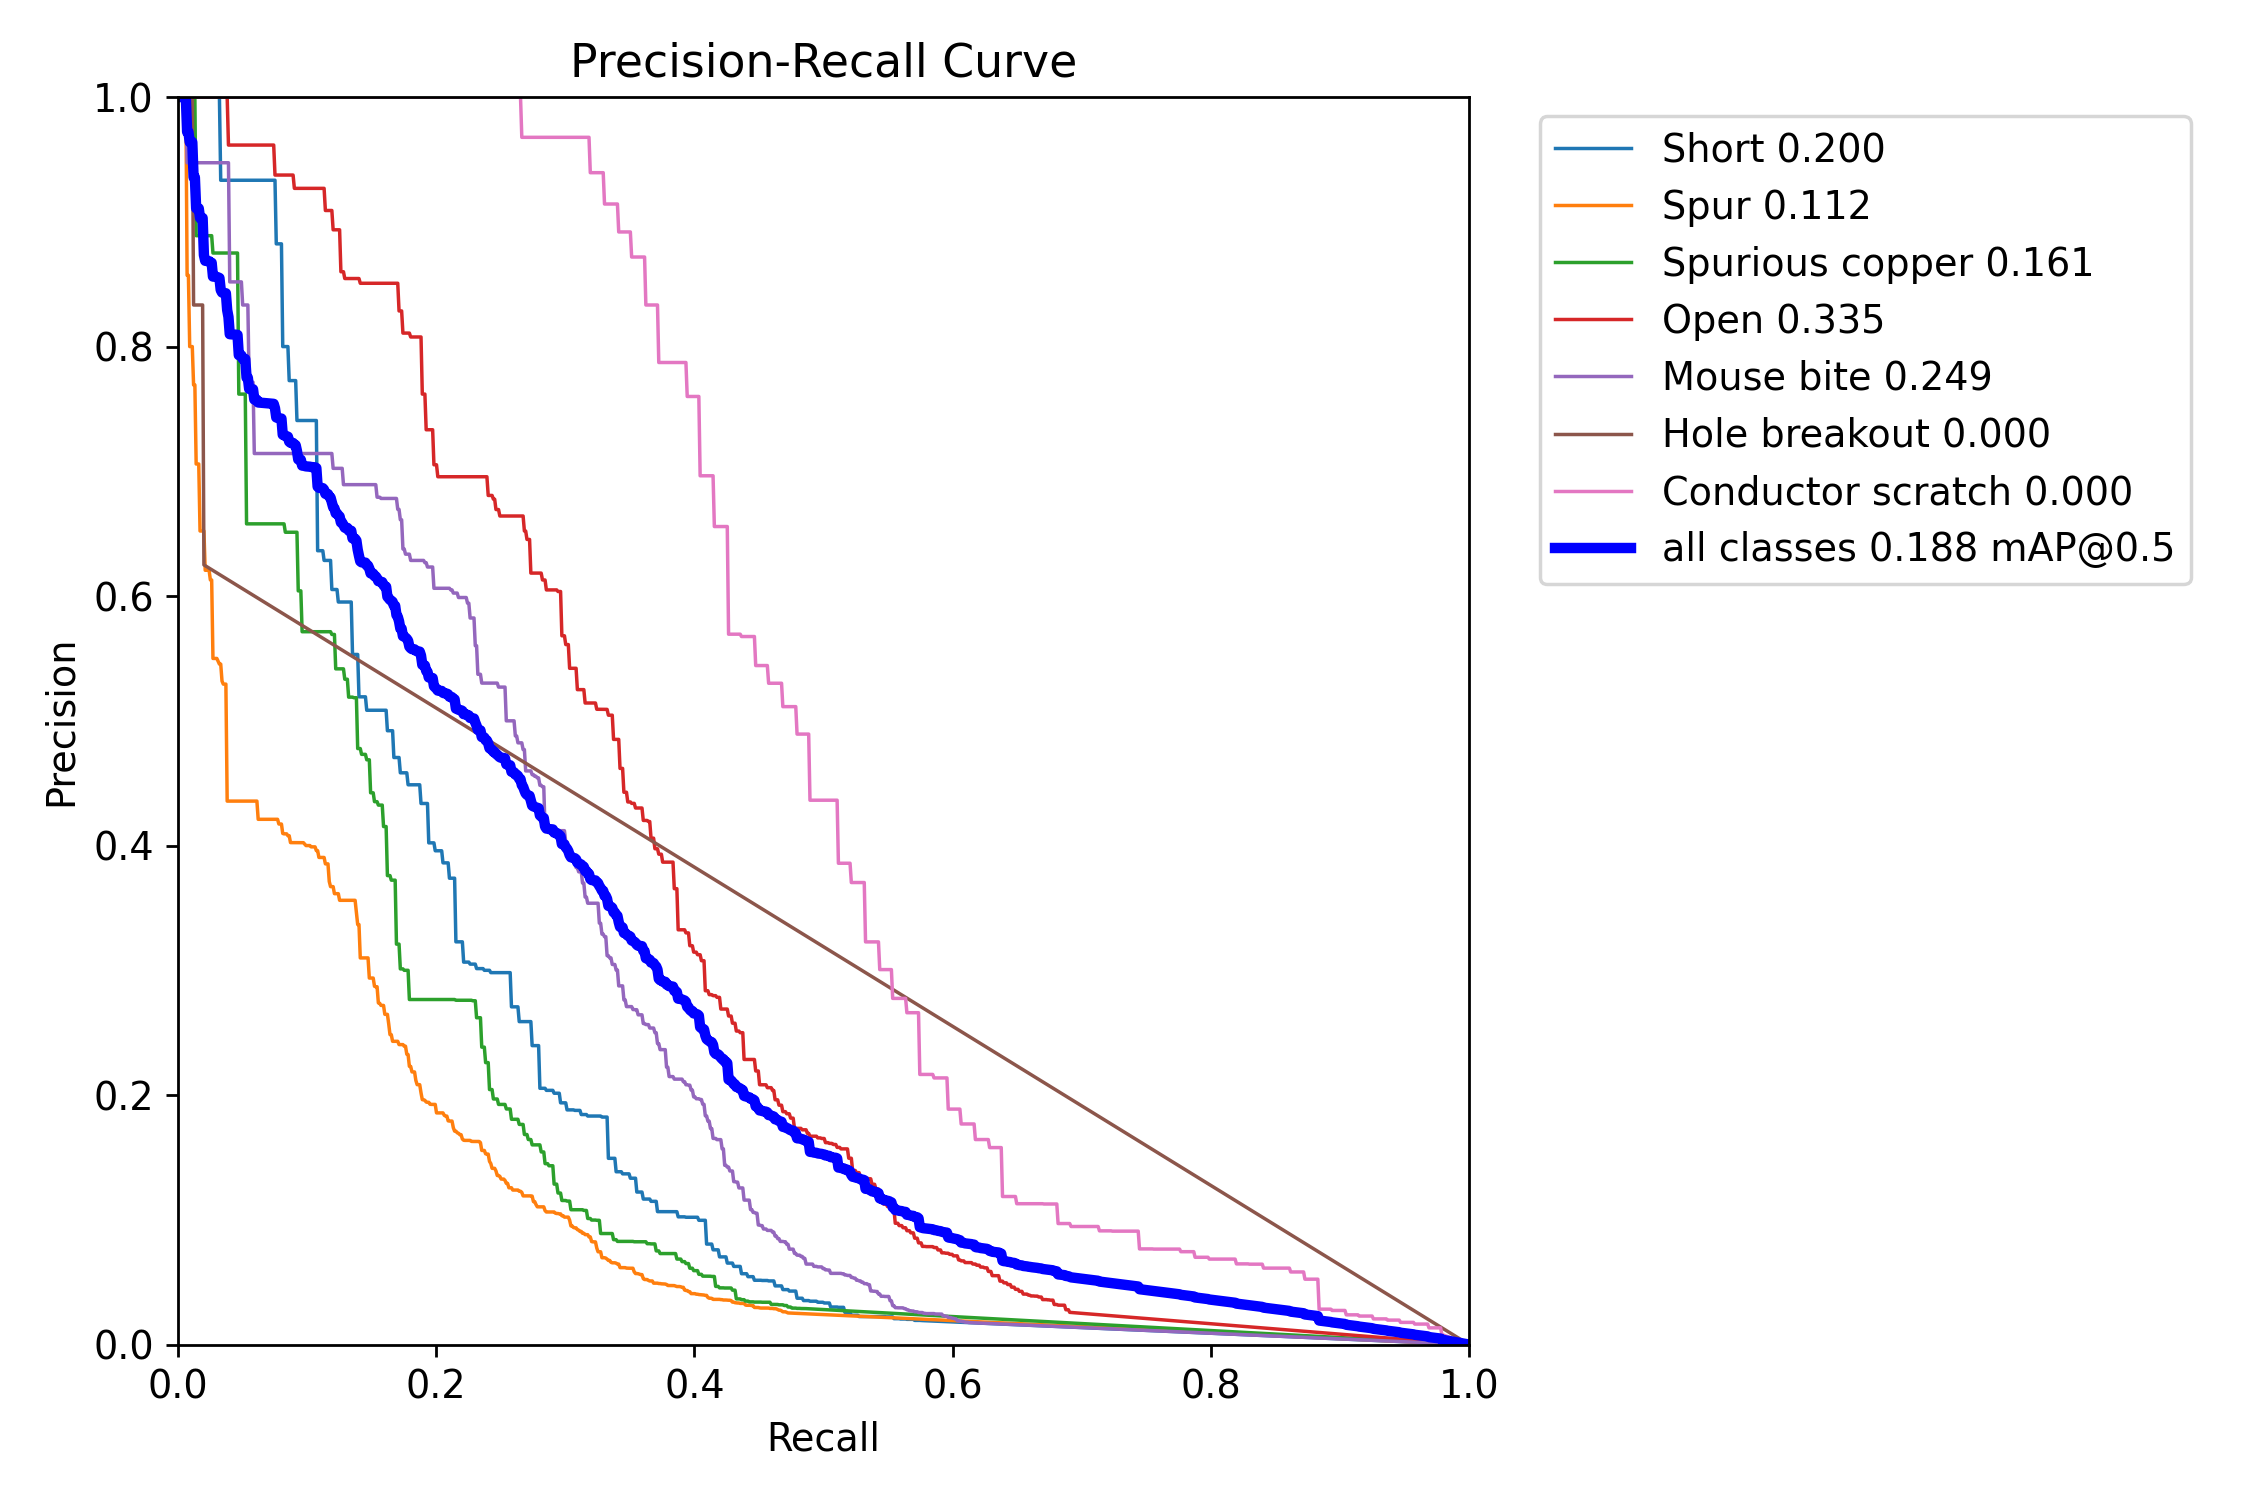 Precision-Recall Curve
1.0
0.8
0.6
0.4
0.2
0.0
Precision
0.0 0.2 0.4 0.6 0.8 1.0
Recall
Short 0.200
Spur 0.112
Spurious copper 0.161
Open 0.335
Mouse bite 0.249
Hole breakout 0.000
Conductor scratch 0.000
all classes 0.188 mAP@0.5